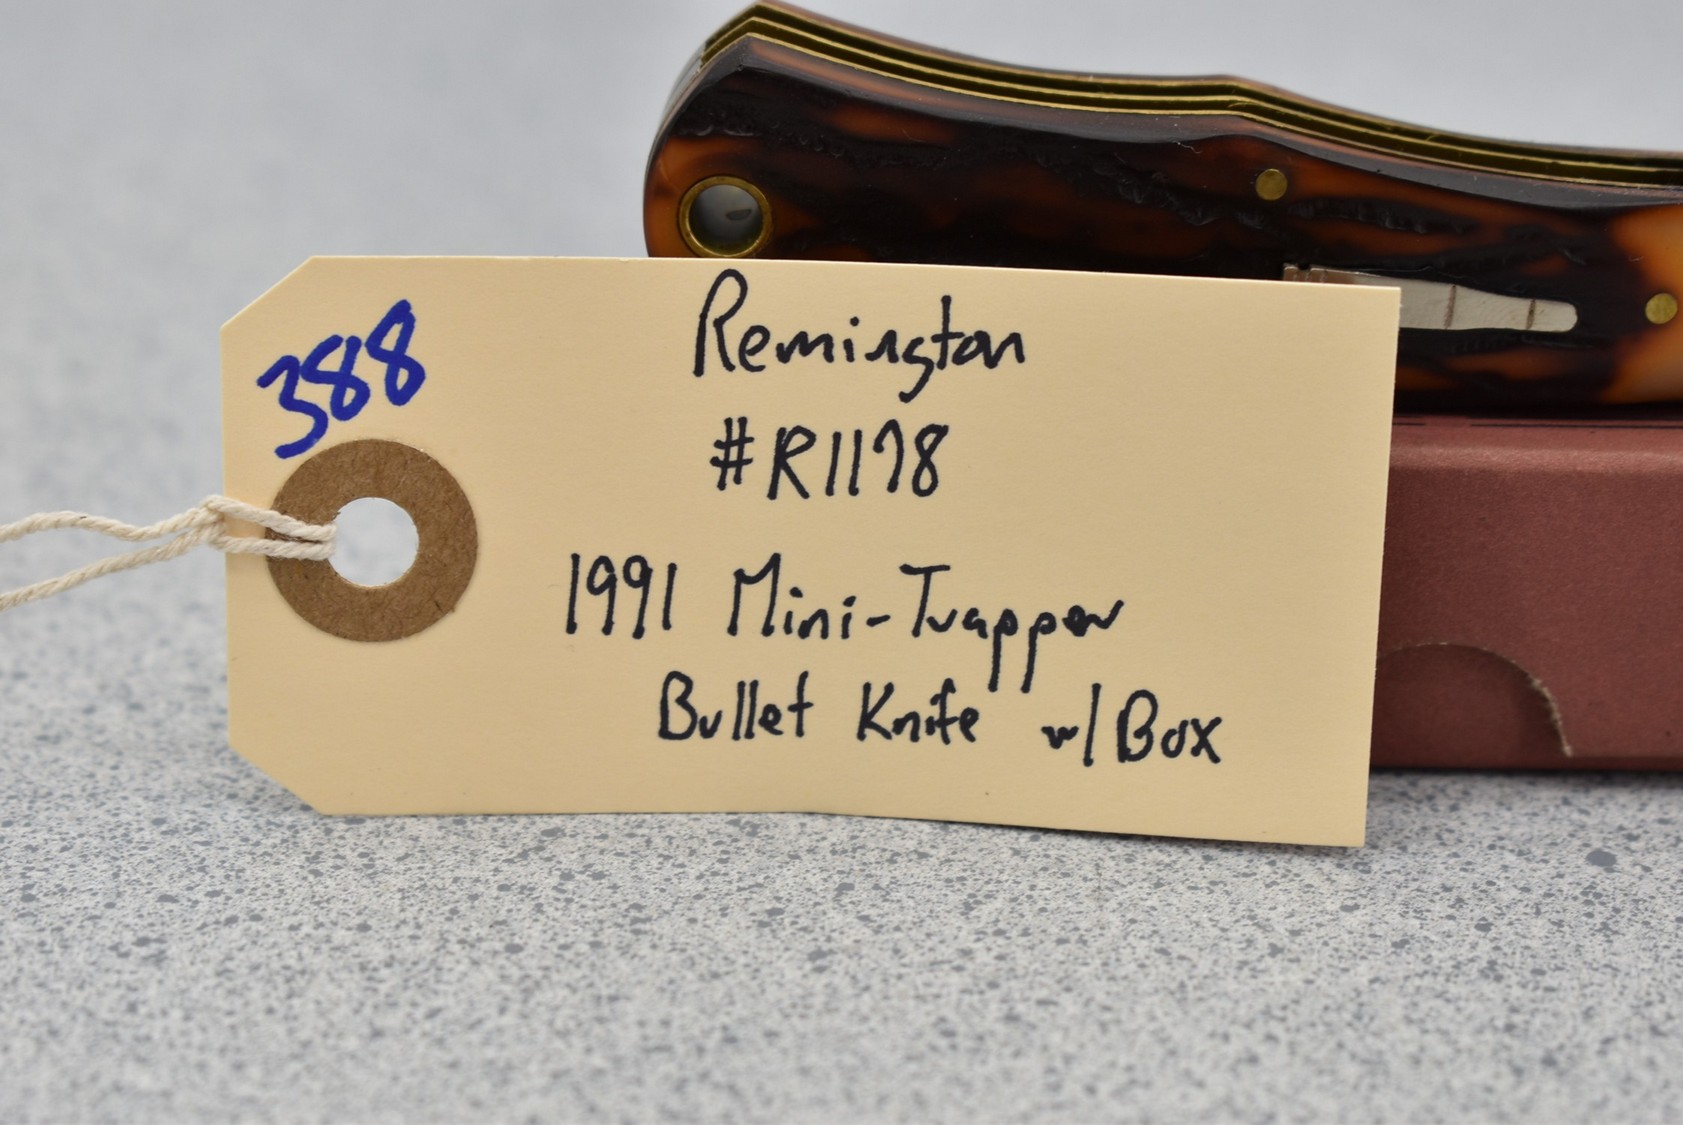 388
Remington
#R1178
1991 Mini-Trapper
Bullet Knife w/ Box